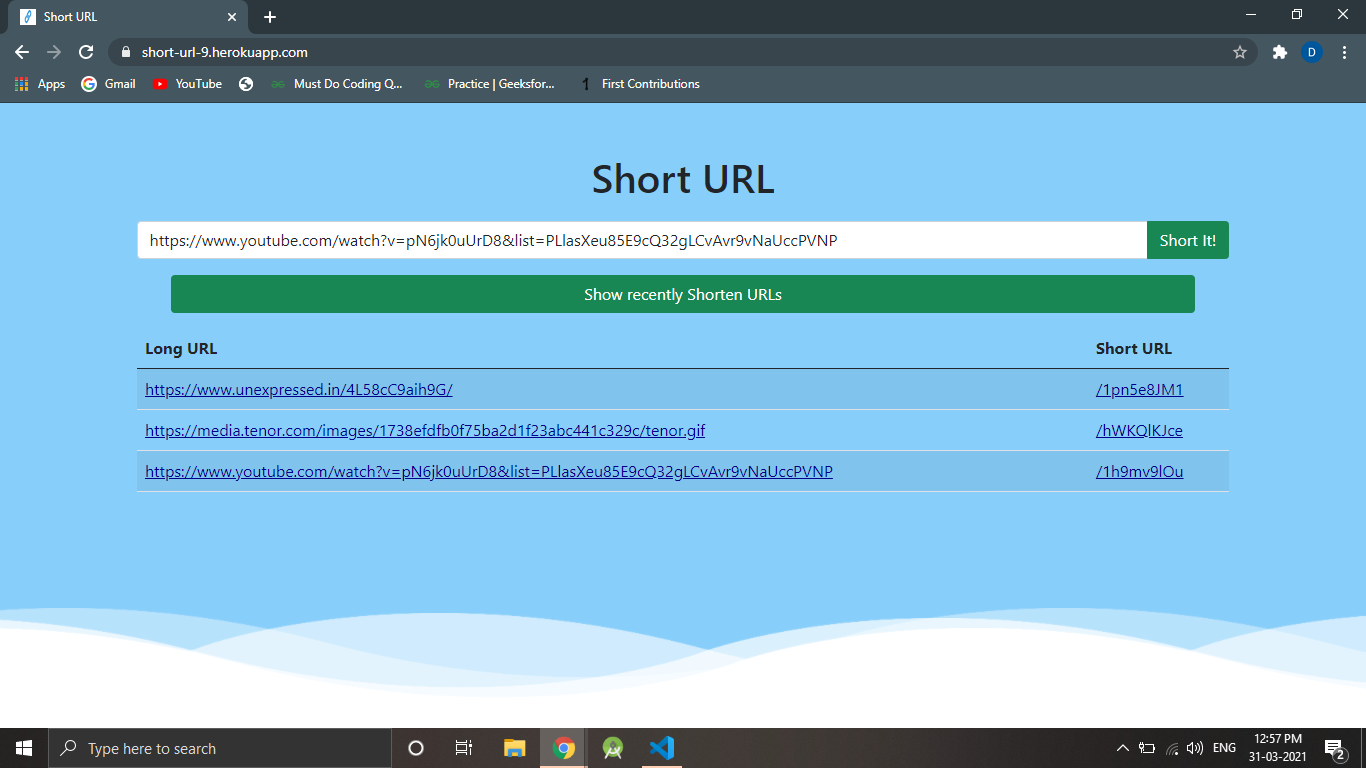 Short URL
short-url-9.herokuapp.com
D
Apps Gmail YouTube Must Do Coding Q... Practice | Geeksfor... First Contributions
Short URL
https://www.youtube.com/watch?v=pN6jk0uUrD8&list=PLlasXeu85E9cQ32gLCvAvr9vNaUccPVNP Short It!
Show recently Shorten URLs
Long URL Short URL
https://www.unexpressed.in/4L58cC9aih9G/ /1pn5e8JM1
https://media.tenor.com/images/1738efdfb0f75ba2d1f23abc441c329c/tenor.gif /hWKQlKJce
https://www.youtube.com/watch?v=pN6jk0uUrD8&list=PLlasXeu85E9cQ32gLCvAvr9vNaUccPVNP /1h9mv9lOu
Type here to search
ENG
12:57 PM
31-03-2021
2